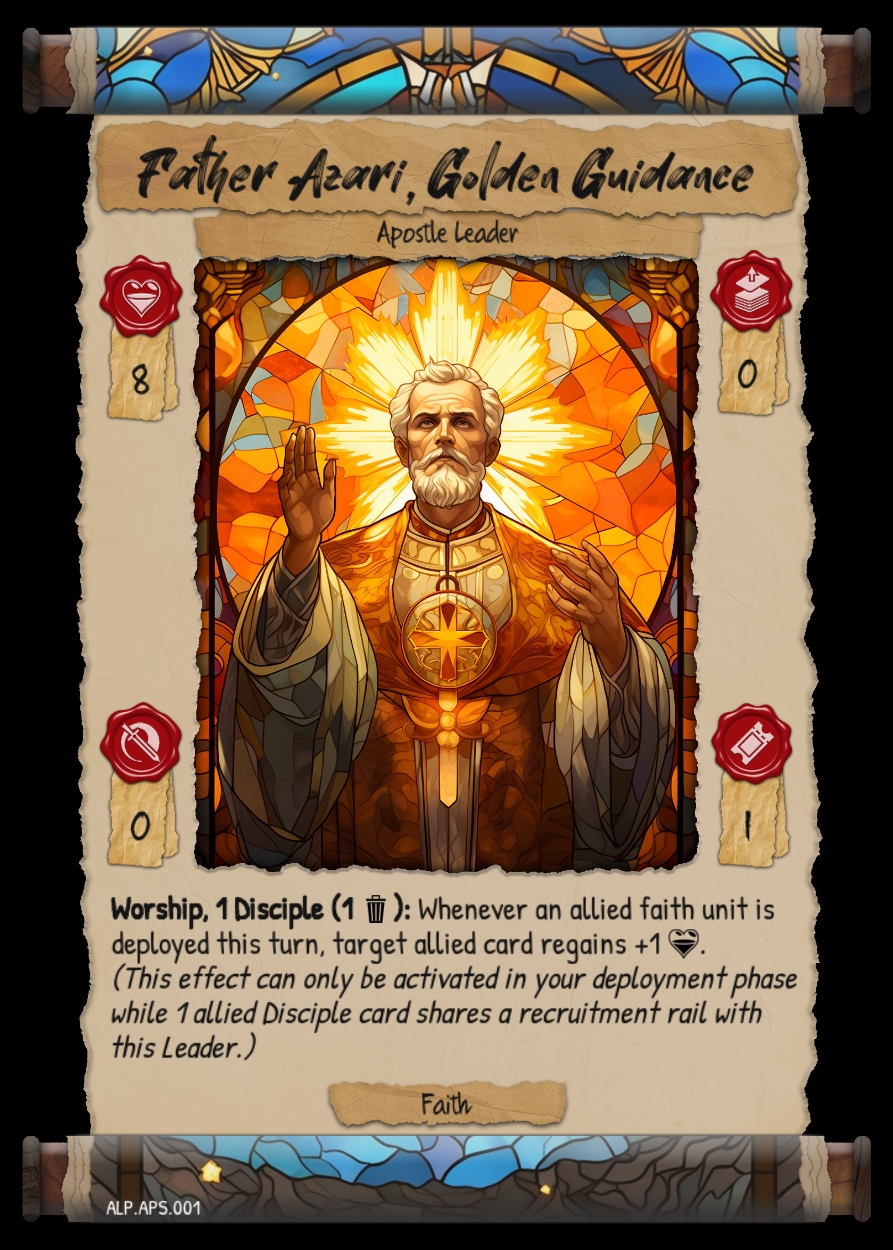 Father Azari, Golden Guidance
Apostle Leader
8
0
0
1
Worship, 1 Disciple (1 ): Whenever an allied faith unit is
deployed this turn, target allied card regains +1 .
(This effect can only be activated in your deployment phase
while 1 allied Disciple card shares a recruitment rail with
this Leader.)
Faith
ALP.APS.001